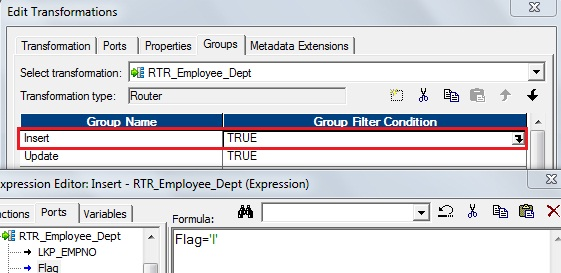 Edit Transformations
Transformation Ports Properties Groups Metadata Extensions
Select transformation: RTR_Employee_Dept
Transformation type: Router
Group Name Group Filter Condition
Insert TRUE
Update TRUE
xpression Editor: Insert - RTR_Employee_Dept (Expression)
nctions Ports Variables Formula:
RTR_Employee_Dept Flag='I'
LKP_EMPNO
Flag